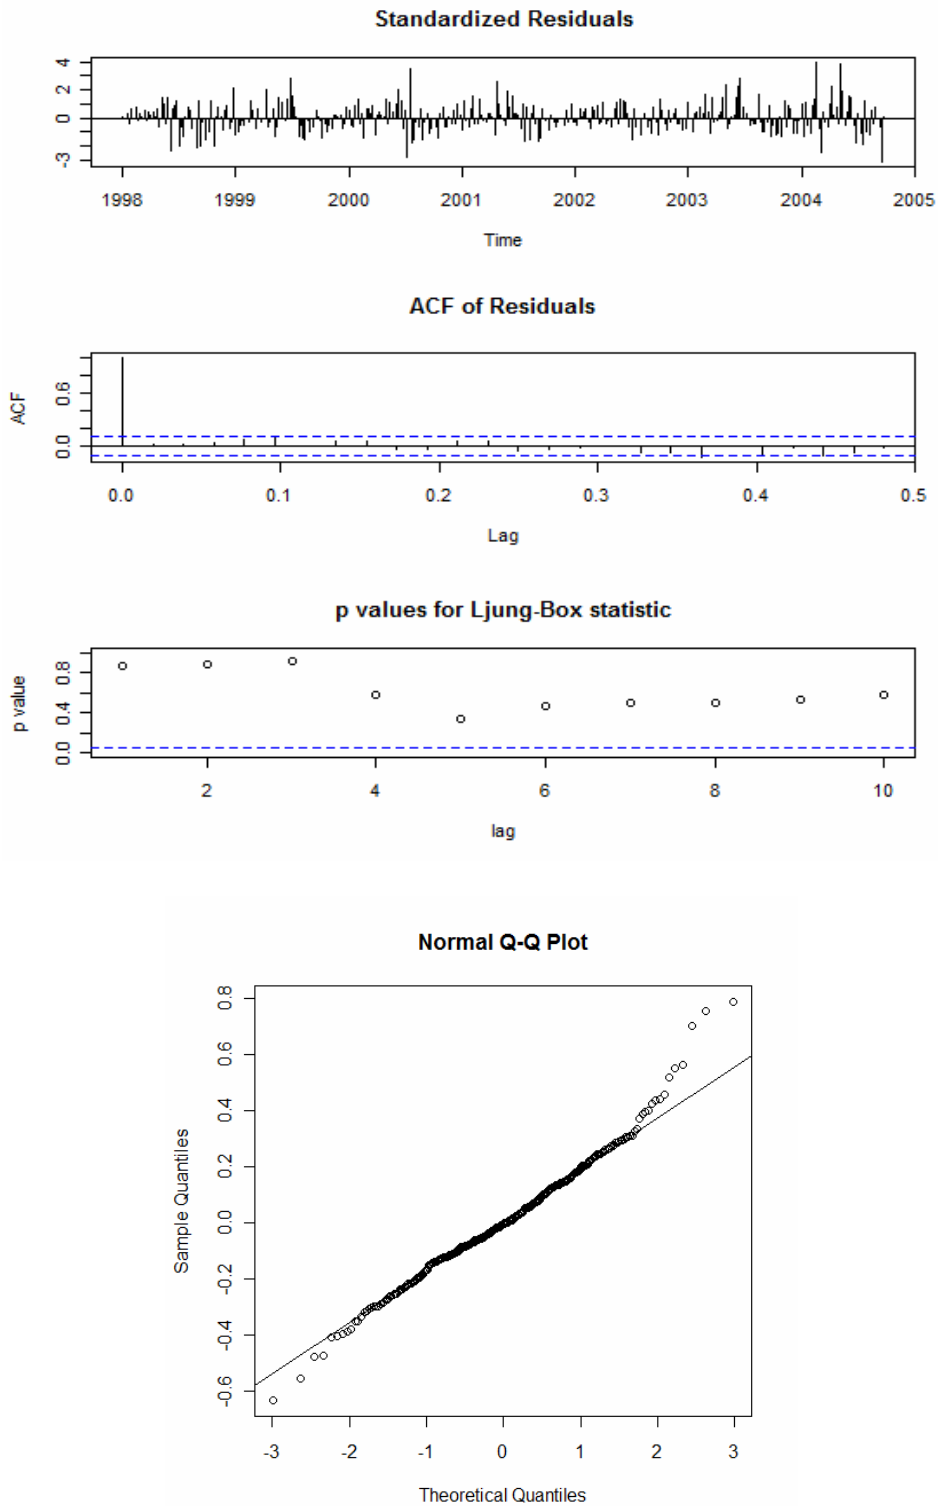 Standardized Residuals
4
2
0
-3
1998 1999 2000 2001 2002 2003 2004 2005
Time
ACF of Residuals
ACF
0.6
0.0
0.0 0.1 0.2 0.3 0.4 0.5
Lag
p values for Ljung-Box statistic
p value
0.8
0.4
0.0
2 4 6 8 10
lag
Normal Q-Q Plot
Sample Quantiles
0.8
0.6
0.4
0.2
0.0
-0.2
-0.4
-0.6
-3 -2 -1 0 1 2 3
Theoretical Quantiles